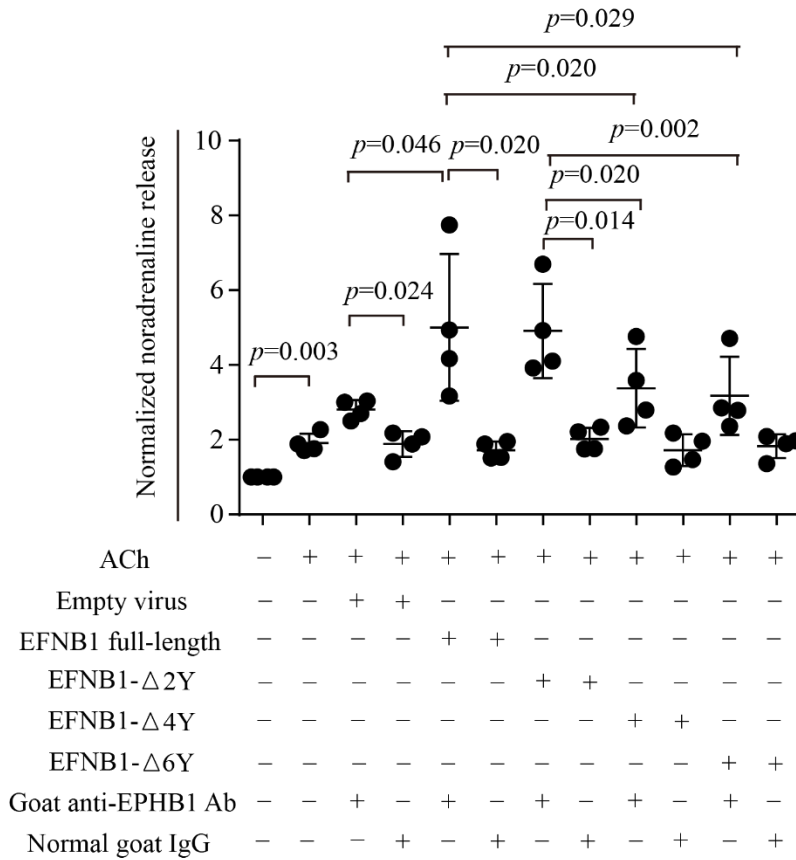 p=0.029
p=0.020
p=0.002
p=0.046
p=0.020
p=0.020
p=0.014
p=0.024
p=0.003
Normalized noradrenaline release
10
8
6
4
2
0
ACh – + + + + + + + + + + +
Empty virus – – + + – – – – – – – –
EFNB1 full-length – – – – + + – – – – – –
EFNB1-△2Y – – – – – – + + – – – –
EFNB1-△4Y – – – – – – – – + + – –
EFNB1-△6Y – – – – – – – – – – + +
Goat anti-EPHB1 Ab – – + – + – + – + – + –
Normal goat IgG – – – + – + – + – + – +